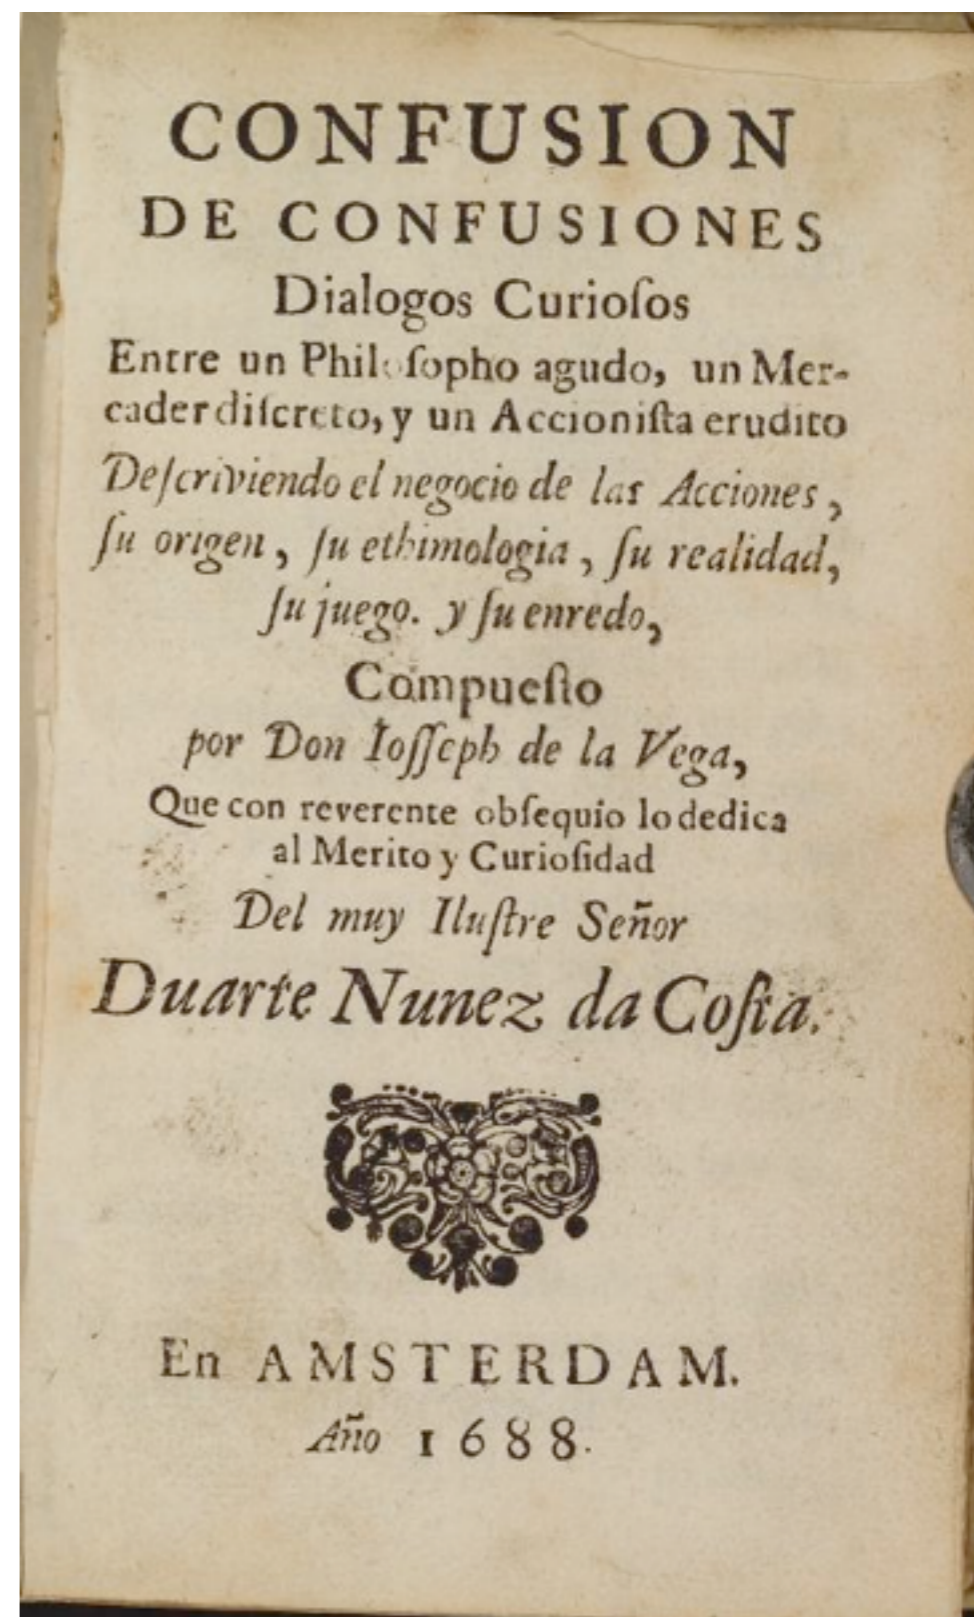 CONFUSION
DE CONFUSIONES
Dialogos Curioſos
Entre un Philoſopho agudo, un Mer-
cader diſcreto, y un Accioniſta erudito
Deſcriviendo el negocio de las Acciones,
ſu origen, ſu ethimologia, ſu realidad,
ſu juego. y ſu enredo,
Compueſto
por Don Ioſſeph de la Vega,
Que con reverente obſequio lo dedica
al Merito y Curioſidad
Del muy Iluſtre Señor
Duarte Nunez da Coſta.
En AMSTERDAM.
Año 1688.